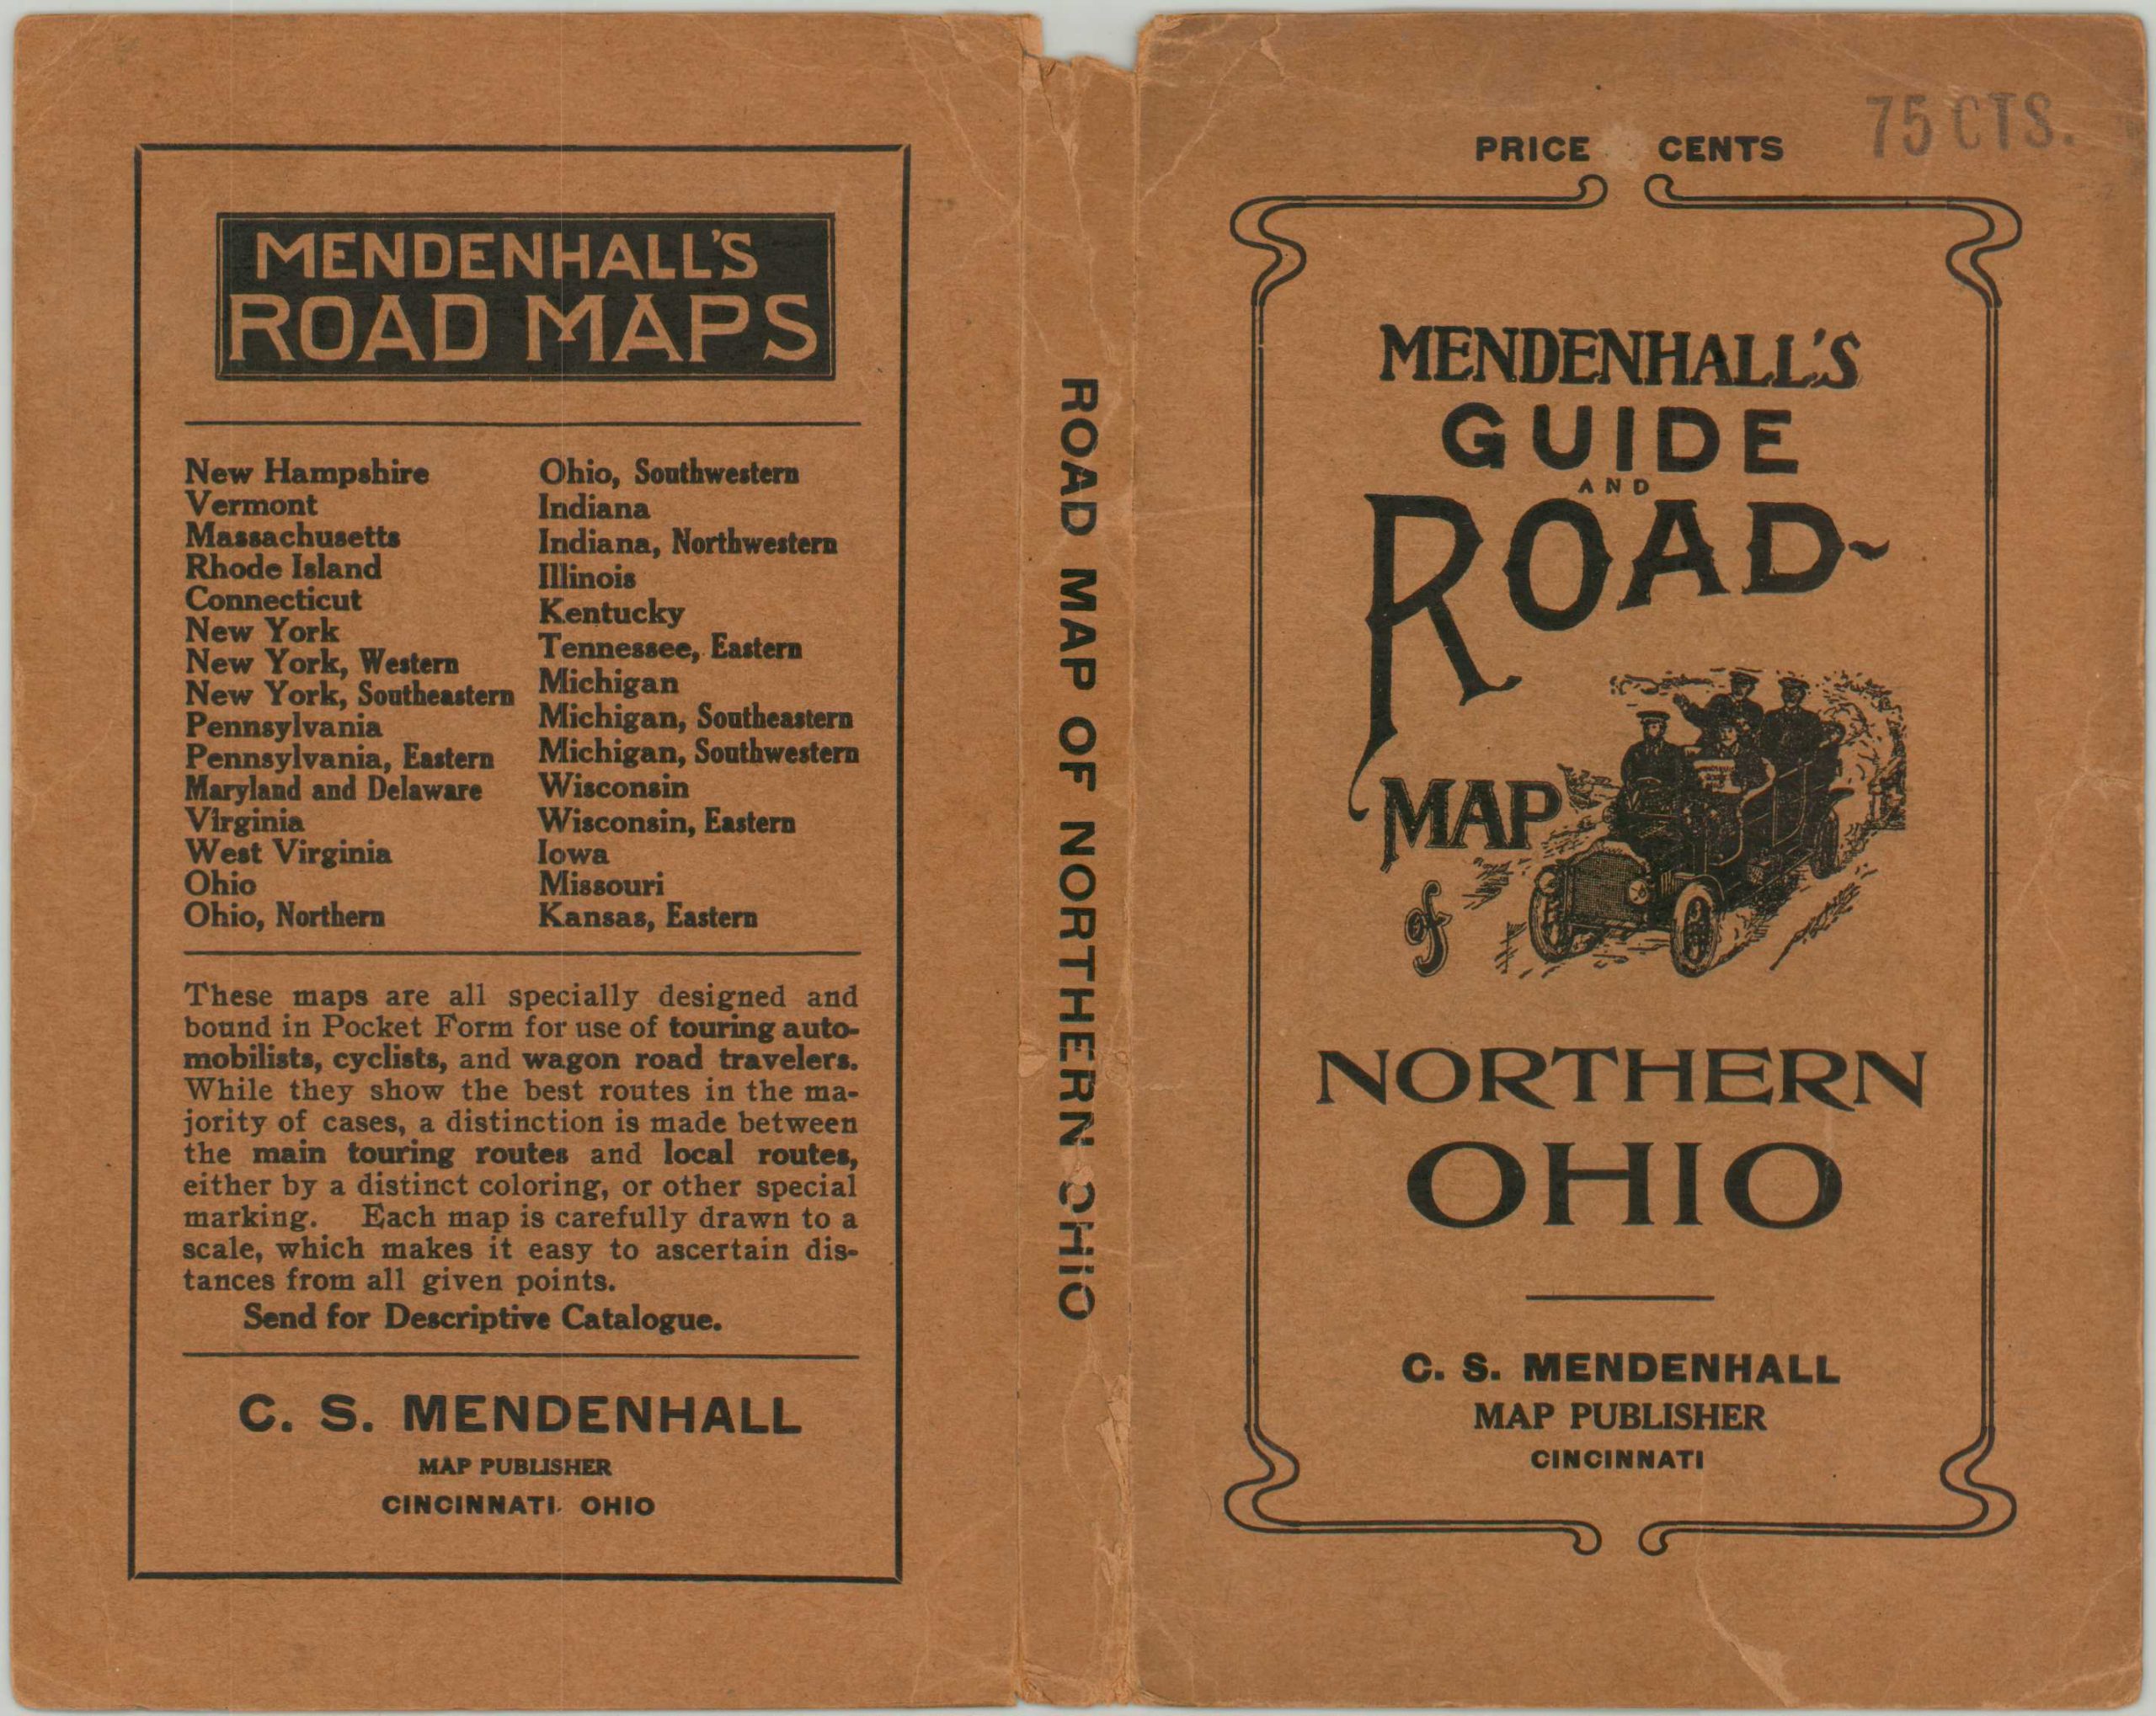 MENDENHALL'S
ROAD MAPS
New Hampshire
Vermont
Massachusetts
Rhode Island
Connecticut
New York
New York, Western
New York, Southeastern
Pennsylvania
Pennsylvania, Eastern
Maryland and Delaware
Virginia
West Virginia
Ohio
Ohio, Northern
Ohio, Southwestern
Indiana
Indiana, Northwestern
Illinois
Kentucky
Tennessee, Eastern
Michigan
Michigan, Southeastern
Michigan, Southwestern
Wisconsin
Wisconsin, Eastern
Iowa
Missouri
Kansas, Eastern
These maps are all specially designed and
bound in Pocket Form for use of touring auto-
mobilists, cyclists, and wagon road travelers.
While they show the best routes in the ma-
jority of cases, a distinction is made between
the main touring routes and local routes,
either by a distinct coloring, or other special
marking. Each map is carefully drawn to a
scale, which makes it easy to ascertain dis-
tances from all given points.
Send for Descriptive Catalogue.
C. S. MENDENHALL
MAP PUBLISHER
CINCINNATI. OHIO
ROAD MAP OF NORTHERN OHIO
PRICE CENTS
75 CTS.
MENDENHALL'S
GUIDE
AND
ROAD-
MAP
of
NORTHERN
OHIO
C. S. MENDENHALL
MAP PUBLISHER
CINCINNATI